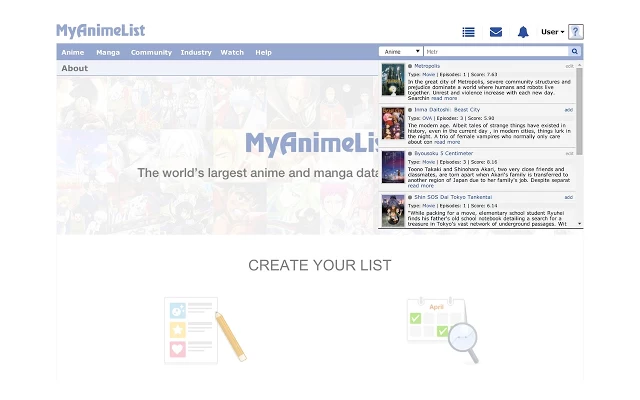 MyAnimeList
User ?
Anime Manga Community Industry Watch Help
Anime Metr
About
Metropolis edit
Type: Movie | Episodes: 1 | Score: 7.63
In the great city of Metropolis, severe community structures and
prejudice dominate a world where humans and robots live
together. Unrest and violence increase with each new day.
Searchin read more
Inma Daitoshi: Beast City add
Type: OVA | Episodes: 3 | Score: 5.90
The modern age. Albeit tales of strange things have existed in
history, even in the current day , in modern cities, things lurk in
the night. A trio of female vampires who normally only care
about con read more
Byousoku 5 Centimeter edit
Type: Movie | Episodes: 3 | Score: 8.16
Toono Takaki and Shinohara Akari, two very close friends and
classmates, are torn apart when Akari's family is transferred to
another region of Japan due to her family's job. Despite separat
read more
Shin SOS Dai Tokyo Tankentai add
Type: Movie | Episodes: 1 | Score: 6.14
"While packing for a move, elementary school student Ryuhei
finds his father's old school notebook detailing a search for a
treasure in Tokyo's vast network of underground passages. Wit
MyAnimeLis
The world's largest anime and manga data
CREATE YOUR LIST
April